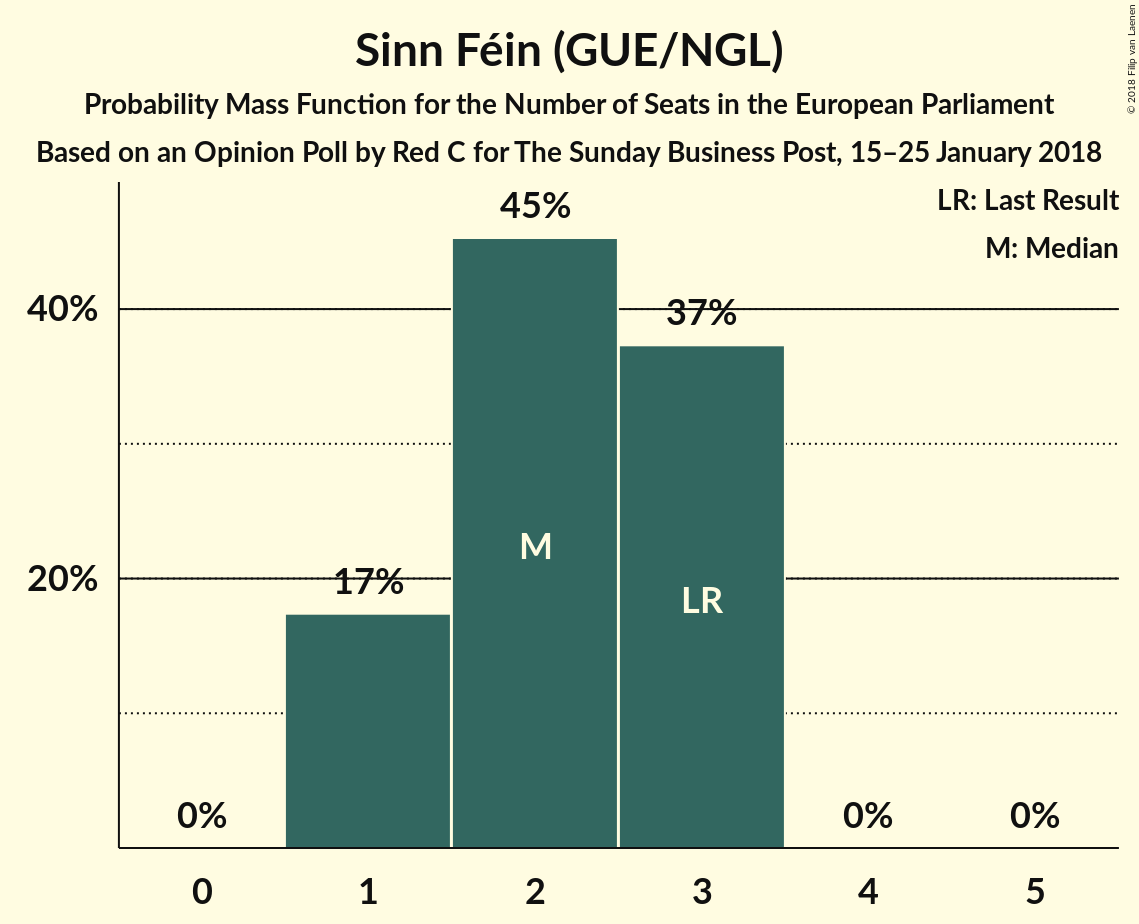 Sinn Féin (GUE/NGL)
Probability Mass Function for the Number of Seats in the European Parliament
Based on an Opinion Poll by Red C for The Sunday Business Post, 15–25 January 2018
© 2018 Filip van Laenen
LR: Last Result
M: Median
45%
40%
37%
M
20%
17%
LR
0%
0%
0%
0
1
2
3
4
5